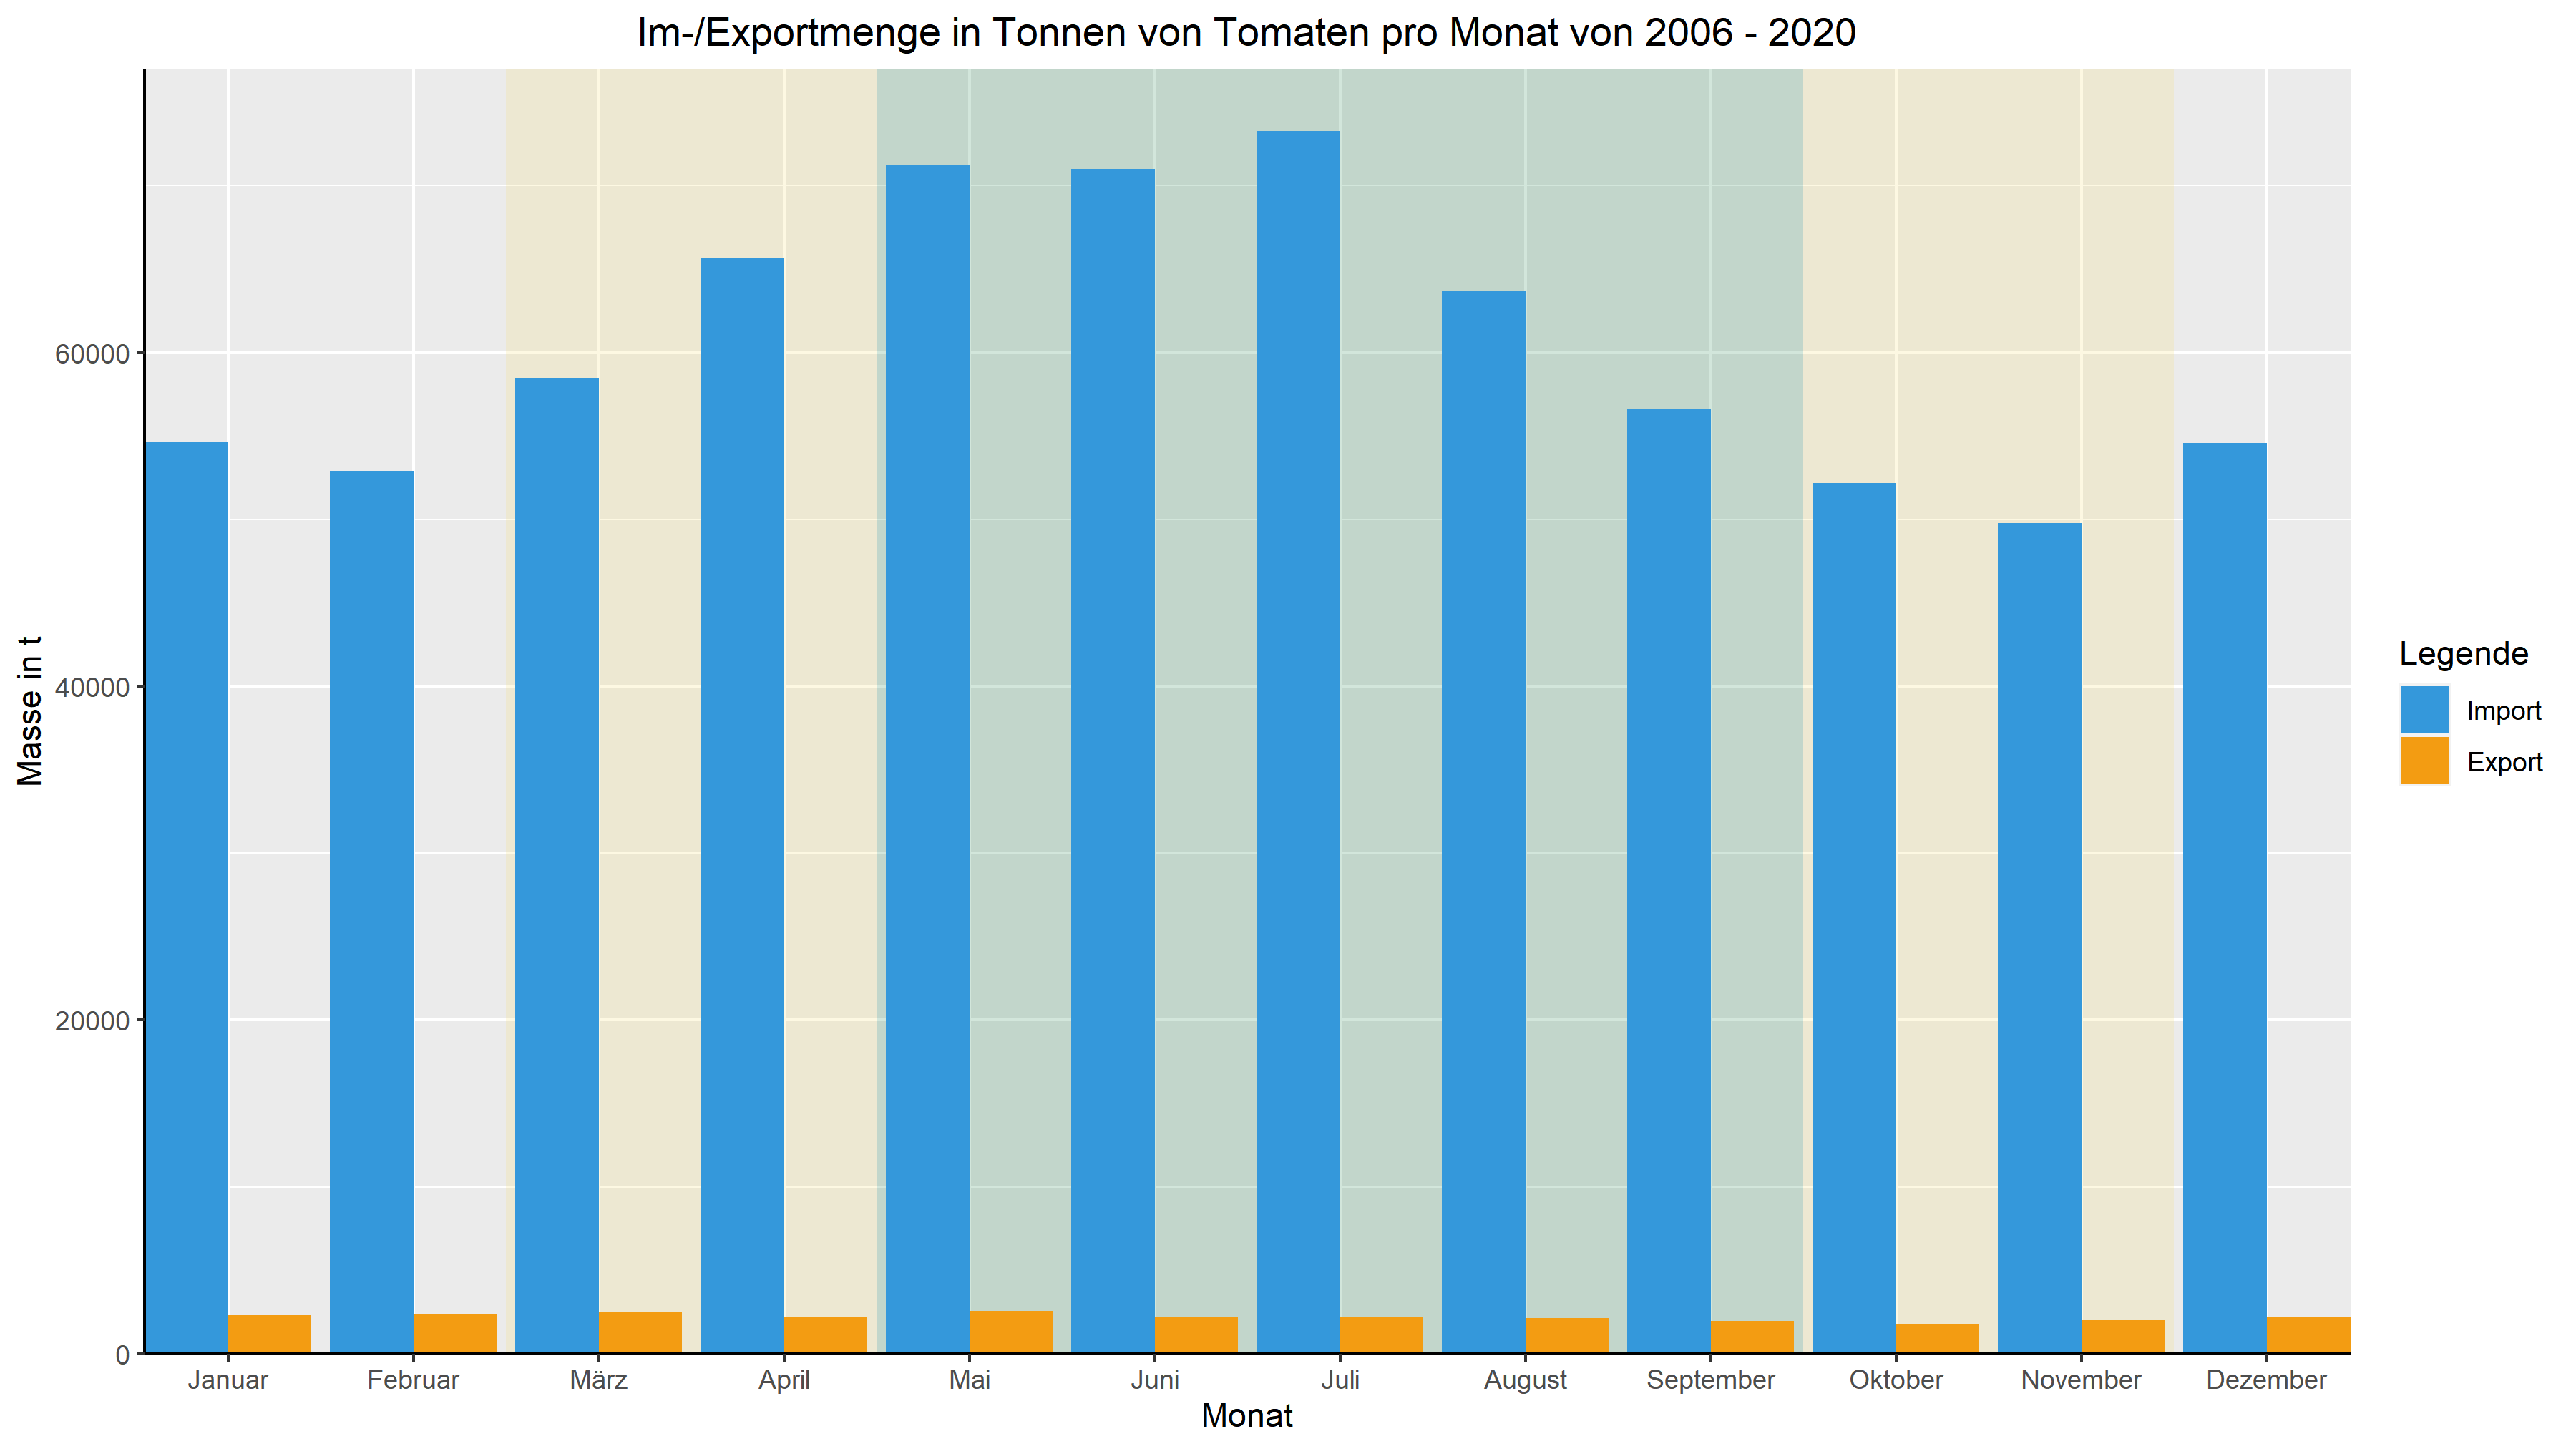 Im-/Exportmenge in Tonnen von Tomaten pro Monat von 2006 - 2020
Masse in t
60000
40000
20000
0
Januar Februar März April Mai Juni Juli August September Oktober November Dezember
Monat
Legende
Import
Export